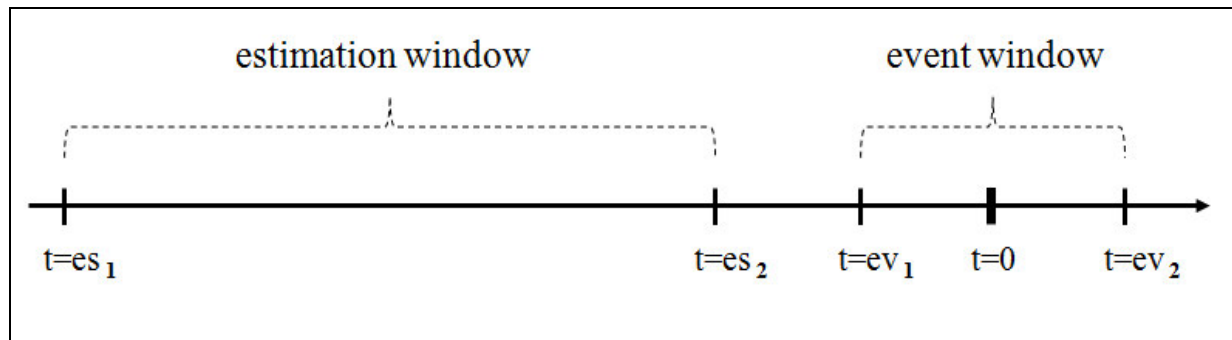 estimation window event window
t=es₁ t=es₂ t=ev₁ t=0 t=ev₂